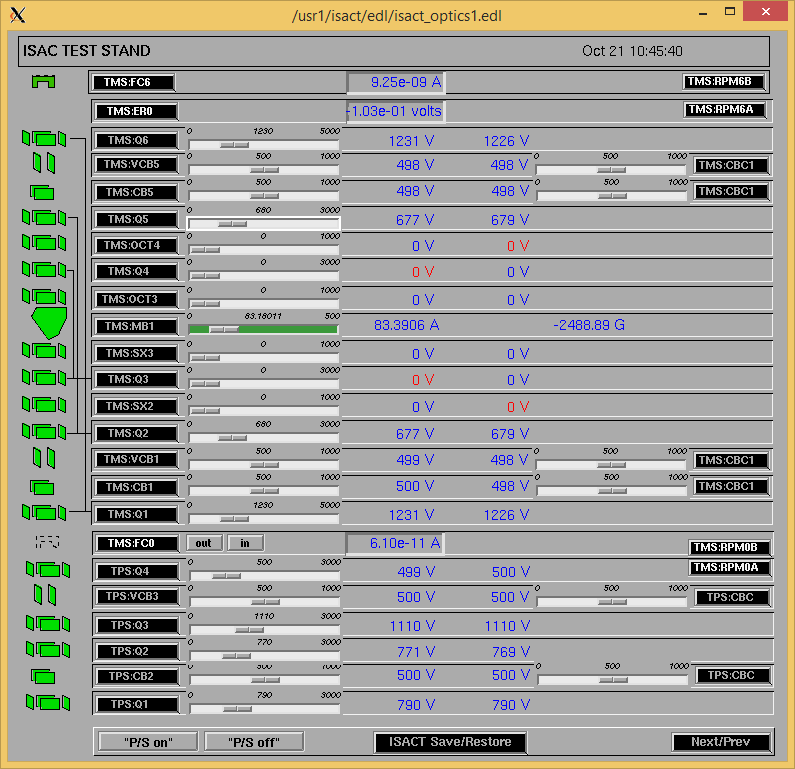 /usr1/isact/edl/isact_optics1.edl
ISAC TEST STAND Oct 21 10:45:40
TMS:FC6 9.25e-09 A TMS:RPM6B
TMS:ER0 -1.03e-01 volts TMS:RPM6A
TMS:Q6 0 1230 5000 1231 V 1226 V
TMS:VCB5 0 500 1000 498 V 498 V 0 500 1000 TMS:CBC1
TMS:CB5 0 500 1000 498 V 498 V 0 500 1000 TMS:CBC1
TMS:Q5 0 680 3000 677 V 679 V
TMS:OCT4 0 0 1000 0 V 0 V
TMS:Q4 0 0 3000 0 V 0 V
TMS:OCT3 0 0 1000 0 V 0 V
TMS:MB1 0 83.18011 500 83.3906 A -2488.89 G
TMS:SX3 0 0 1000 0 V 0 V
TMS:Q3 0 0 3000 0 V 0 V
TMS:SX2 0 0 1000 0 V 0 V
TMS:Q2 0 680 3000 677 V 679 V
TMS:VCB1 0 500 1000 499 V 498 V 0 500 1000 TMS:CBC1
TMS:CB1 0 500 1000 500 V 498 V 0 500 1000 TMS:CBC1
TMS:Q1 0 1230 5000 1231 V 1226 V
TMS:FC0 out in 6.10e-11 A TMS:RPM0B
TMS:RPM0A
TPS:Q4 0 500 3000 499 V 500 V
TPS:VCB3 0 500 1000 500 V 500 V 0 500 1000 TPS:CBC
TPS:Q3 0 1110 3000 1110 V 1110 V
TPS:Q2 0 770 3000 771 V 769 V
TPS:CB2 0 500 1000 500 V 500 V 0 500 1000 TPS:CBC
TPS:Q1 0 790 3000 790 V 790 V
"P/S on" "P/S off" ISACT Save/Restore Next/Prev